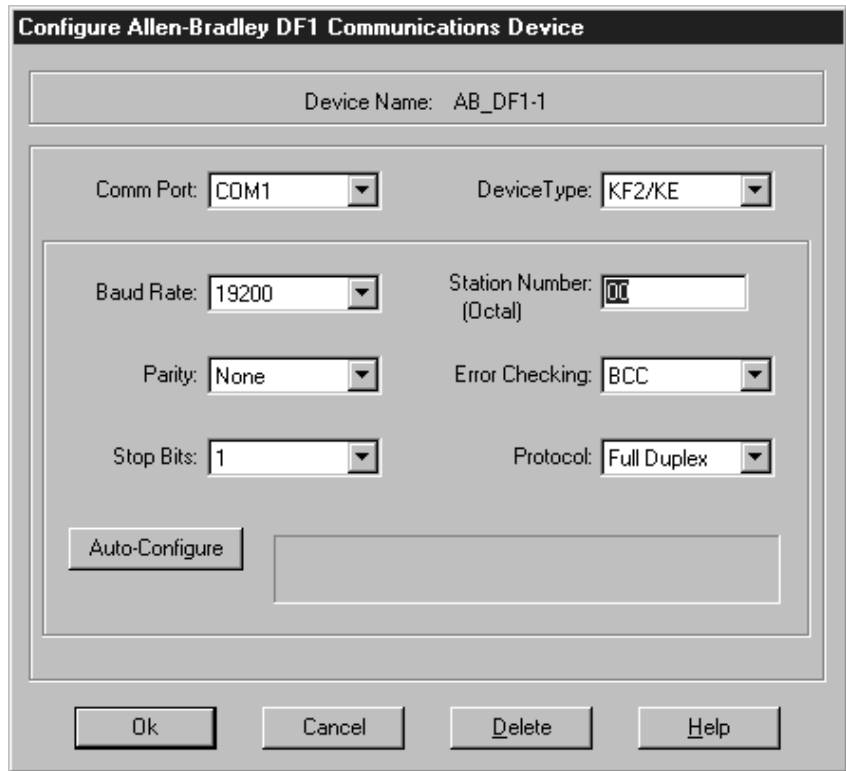 Configure Allen-Bradley DF1 Communications Device
Device Name: AB_DF1-1
Comm Port: COM1
DeviceType: KF2/KE
Baud Rate: 19200
Station Number: 00
(Octal)
Parity: None
Error Checking: BCC
Stop Bits: 1
Protocol: Full Duplex
Auto-Configure
Ok
Cancel
Delete
Help